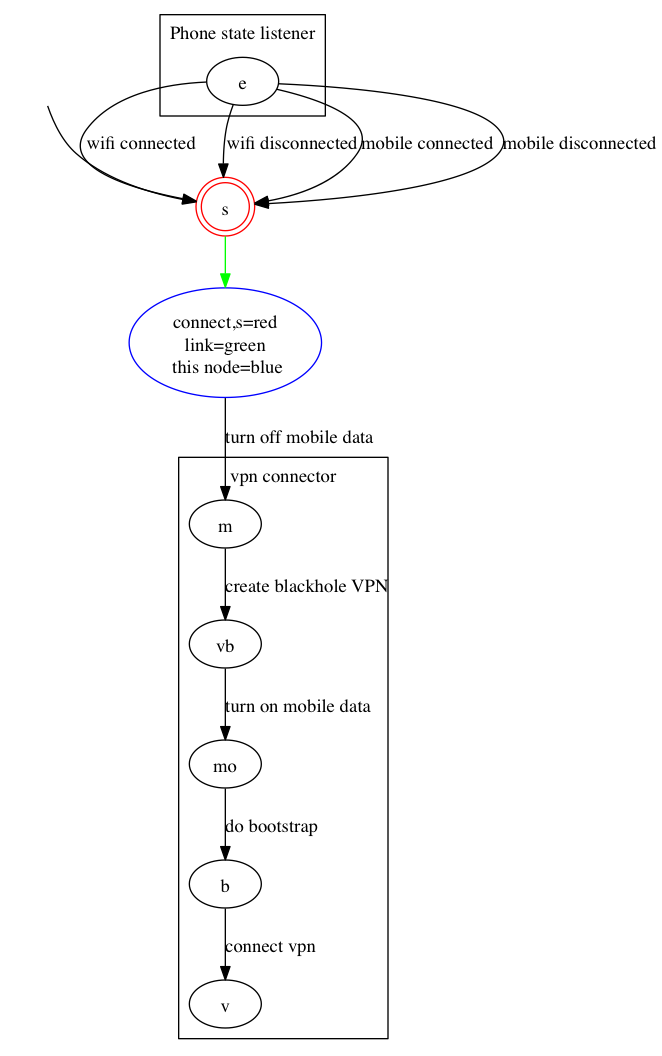 Phone state listener
e
wifi connected
wifi disconnected
mobile connected
mobile disconnected
s
connect,s=red
link=green
this node=blue
turn off mobile data
vpn connector
m
create blackhole VPN
vb
turn on mobile data
mo
do bootstrap
b
connect vpn
v